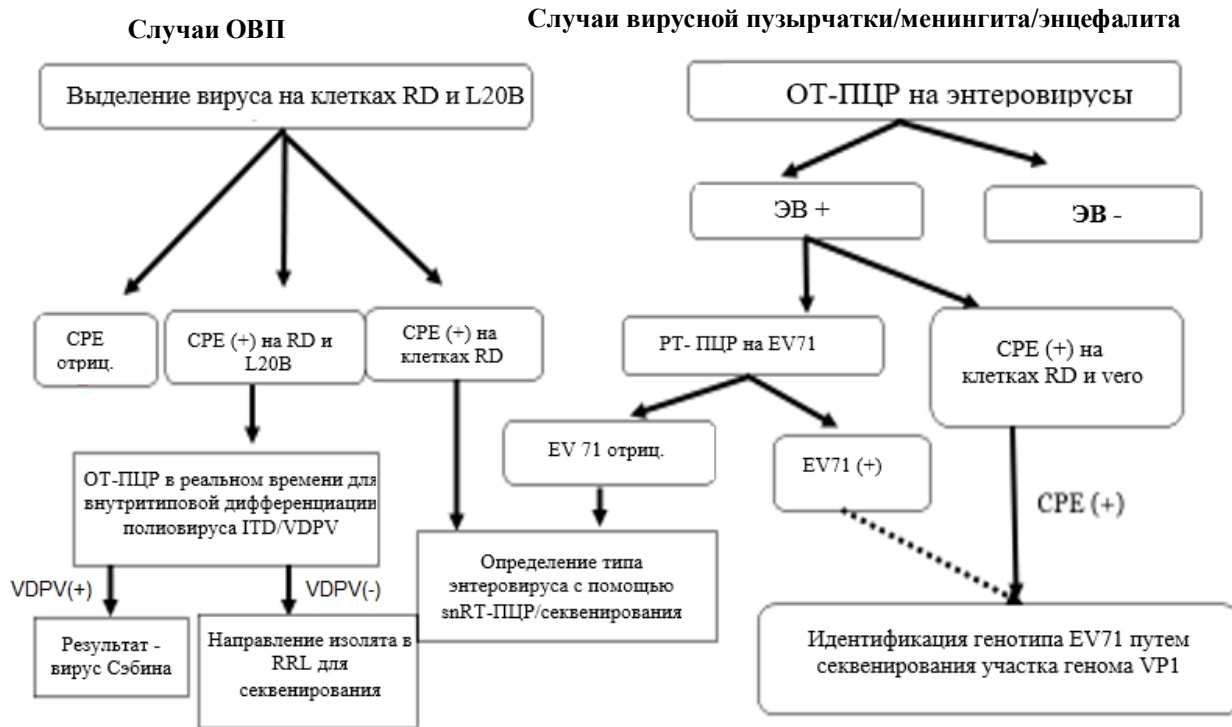 Случаи ОВП
Случаи вирусной пузырчатки/менингита/энцефалита
Выделение вируса на клетках RD и L20B
ОТ-ПЦР на энтеровирусы
ЭВ +
ЭВ -
CPE
отриц.
CPE (+) на RD и
L20B
CPE (+) на
клетках RD
РТ- ПЦР на EV71
CPE (+) на
клетках RD и vero
EV 71 отриц.
EV71 (+)
CPE (+)
ОТ-ПЦР в реальном времени для
внутритиповой дифференциации
полиовируса ITD/VDPV
VDPV(+)
VDPV(-)
Определение типа
энтеровируса с помощью
snRT-ПЦР/секвенирования
Результат -
вирус Сэбина
Направление изолята в
RRL для
секвенирования
Идентификация генотипа EV71 путем
секвенирования участка генома VP1